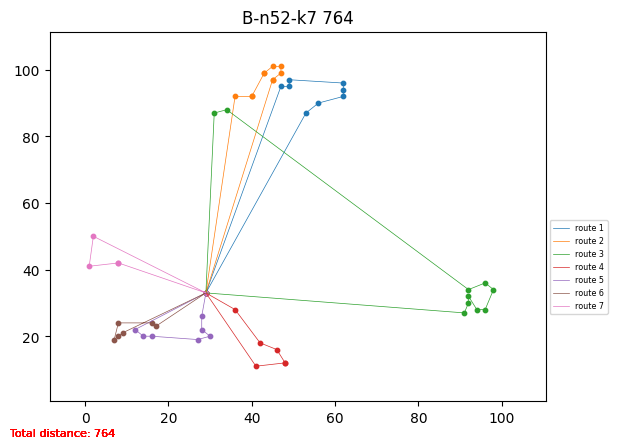 B-n52-k7 764
100
80
60
40
20
0
20
40
60
80
100
route 1
route 2
route 3
route 4
route 5
route 6
route 7
Total distance: 764